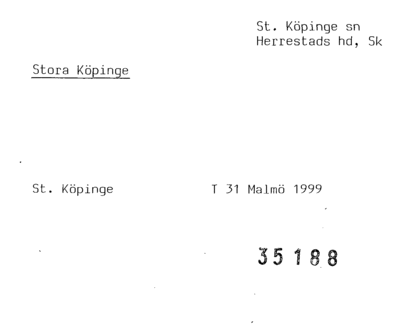 St. Köpinge sn
Herrestads hd, Sk
Stora Köpinge
St. Köpinge T 31 Malmö 1999
35188